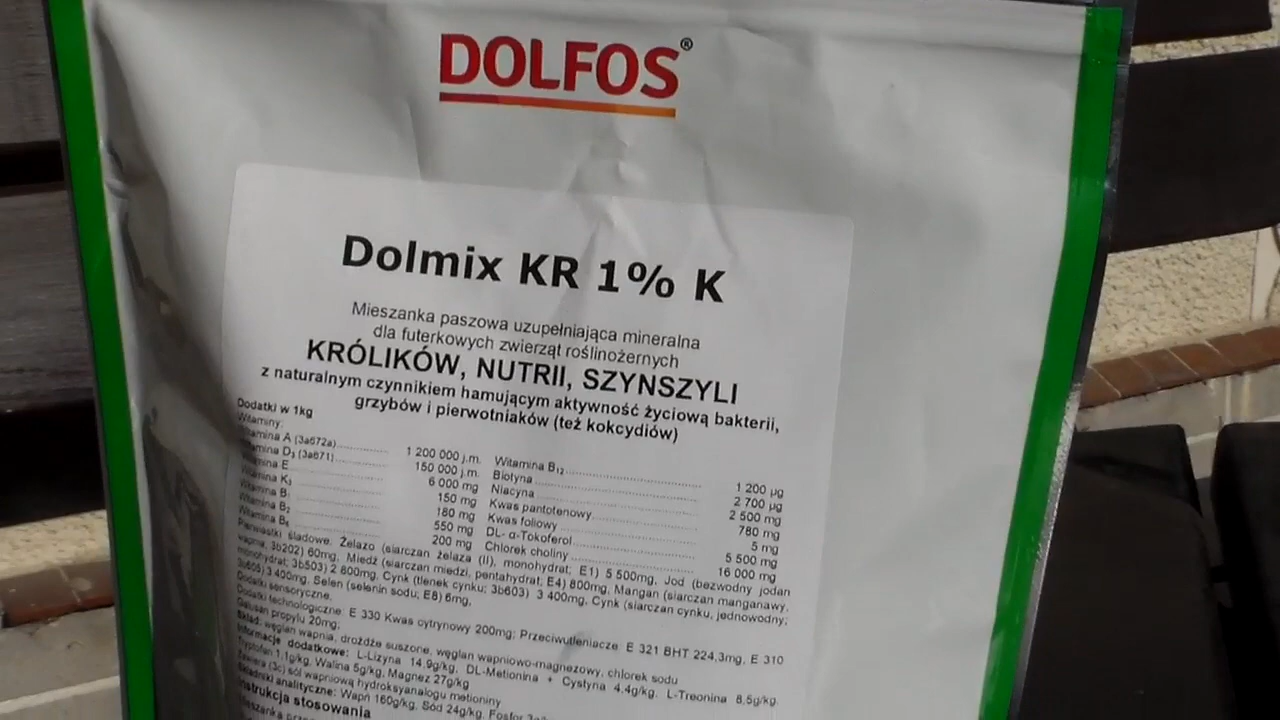 DOLFOS®
Dolmix KR 1% K
Mieszanka paszowa uzupełniająca mineralna
dla futerkowych zwierząt roślinożernych
KRÓLIKÓW, NUTRII, SZYNSZYLI
z naturalnym czynnikiem hamującym aktywność życiową bakterii,
grzybów i pierwotniaków (też kokcydiów)
Dodatki w 1kg
Witaminy:
Witamina A (3a672a) 1 200 000 j.m.
Witamina D3 (3a671) 150 000 j.m.
Witamina E 6 000 mg
Witamina K3 150 mg
Witamina B1 180 mg
Witamina B2 550 mg
Witamina B6 200 mg
Witamina B12 1 200 µg
Biotyna 2 700 µg
Niacyna 2 500 mg
Kwas pantotenowy 780 mg
Kwas foliowy 5 mg
DL- α-Tokoferol 5 500 mg
Chlorek choliny 16 000 mg
Pierwiastki śladowe: Żelazo (siarczan żelaza (II), monohydrat; E1) 5 500mg, Jod (bezwodny jodan
wapnia, 3b202) 60mg, Miedź (siarczan miedzi, pentahydrat; E4) 800mg, Mangan (siarczan manganawy,
monohydrat; 3b503) 2 800mg, Cynk (tlenek cynku; 3b603) 3 400mg, Cynk (siarczan cynku, jednowodny;
3b605) 3 400mg, Selen (selenin sodu; E8) 6mg,
Dodatki sensoryczne.
Dodatki technologiczne: E 330 Kwas cytrynowy 200mg; Przeciwutleniacze E 321 BHT 224,3mg, E 310
Galusan propylu 20mg;
Skład: węglan wapnia, drożdże suszone, węglan wapniowo-magnezowy, chlorek sodu
Informacje dodatkowe: L-Lizyna 14,9g/kg, DL-Metionina + Cystyna 4,4g/kg, L-Treonina 8,5g/kg,
Tryptofan 1,1g/kg, Walina 5g/kg, Magnez 27g/kg
Zawiera (3c) sól wapniową hydroksyanalogu metioniny
Składniki analityczne: Wapń 160g/kg, Sód 24g/kg, Fosfor
Instrukcja stosowania